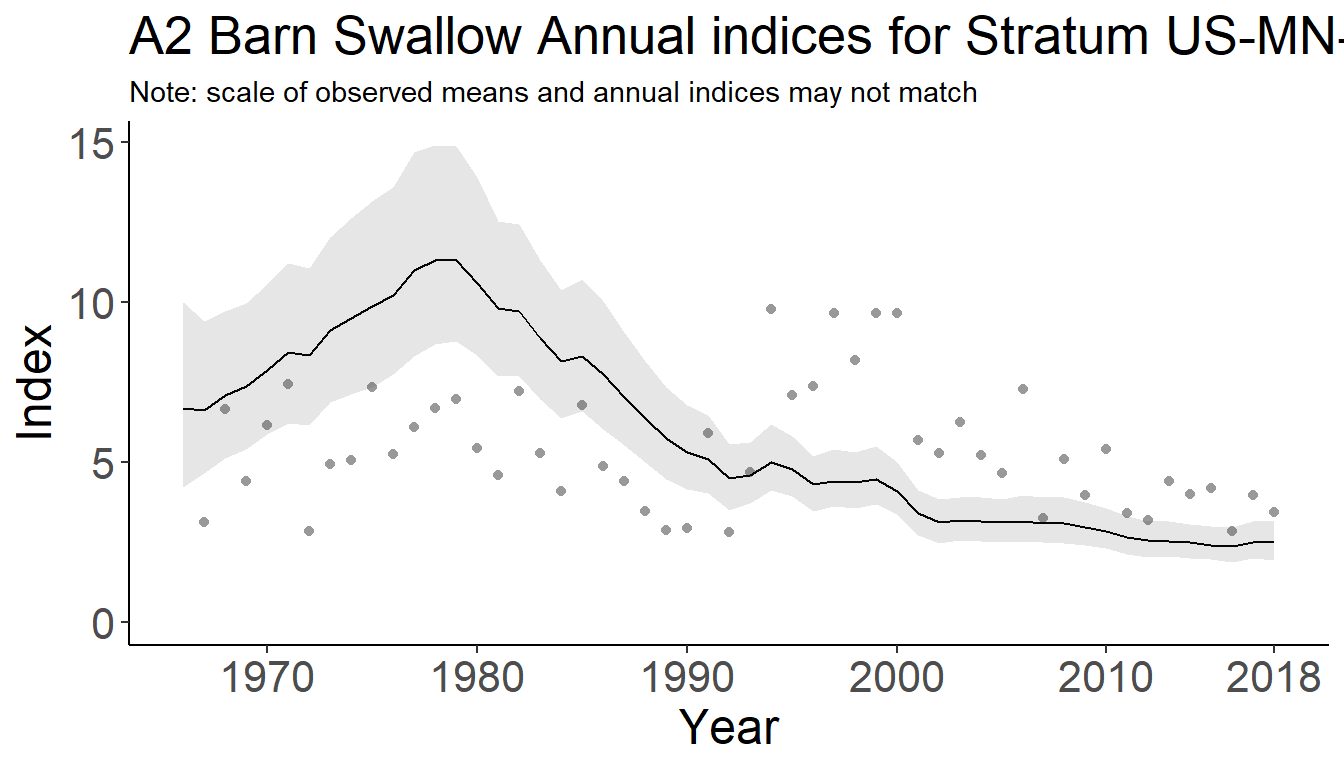 A2 Barn Swallow Annual indices for Stratum US-MN-
Note: scale of observed means and annual indices may not match
15
10
5
0
Index
1970 1980 1990 2000 2010 2018
Year